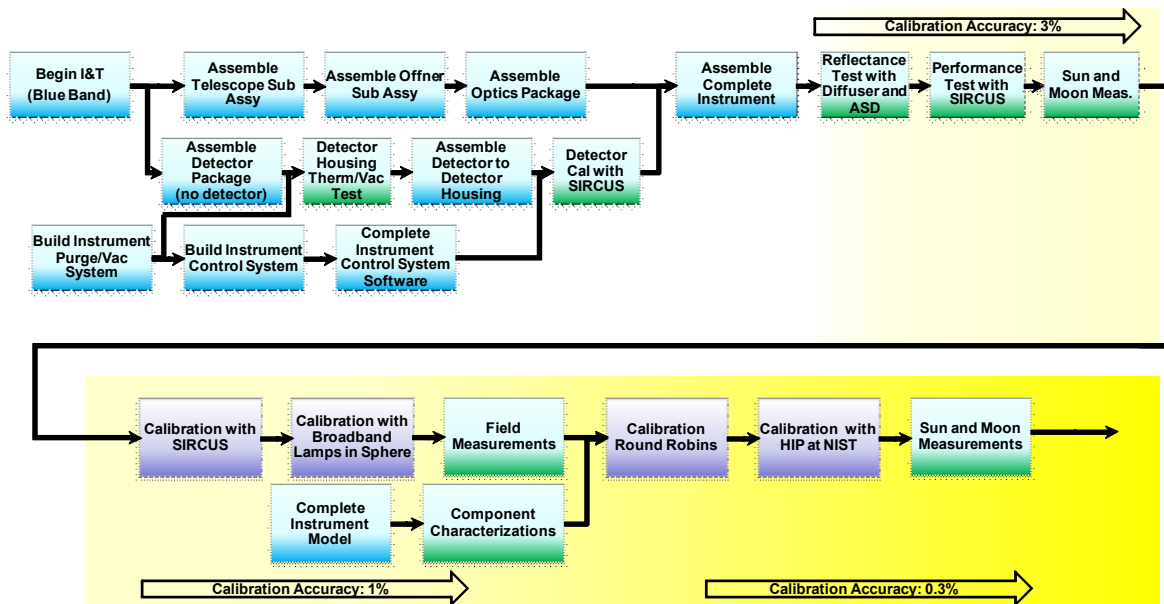 Calibration Accuracy: 3%
Begin I&T
(Blue Band)
Assemble
Telescope Sub
Assy
Assemble Offner
Sub Assy
Assemble
Optics Package
Assemble
Complete
Instrument
Reflectance
Test with
Diffuser and
ASD
Performance
Test with
SIRCUS
Sun and
Moon Meas.
Assemble
Detector
Package
(no detector)
Detector
Housing
Therm/Vac
Test
Assemble
Detector to
Detector
Housing
Detector
Cal with
SIRCUS
Build Instrument
Purge/Vac
System
Build Instrument
Control System
Complete
Instrument
Control System
Software
Calibration with
SIRCUS
Calibration with
Broadband
Lamps in Sphere
Field
Measurements
Calibration
Round Robins
Calibration with
HIP at NIST
Sun and Moon
Measurements
Complete
Instrument
Model
Component
Characterizations
Calibration Accuracy: 1%
Calibration Accuracy: 0.3%